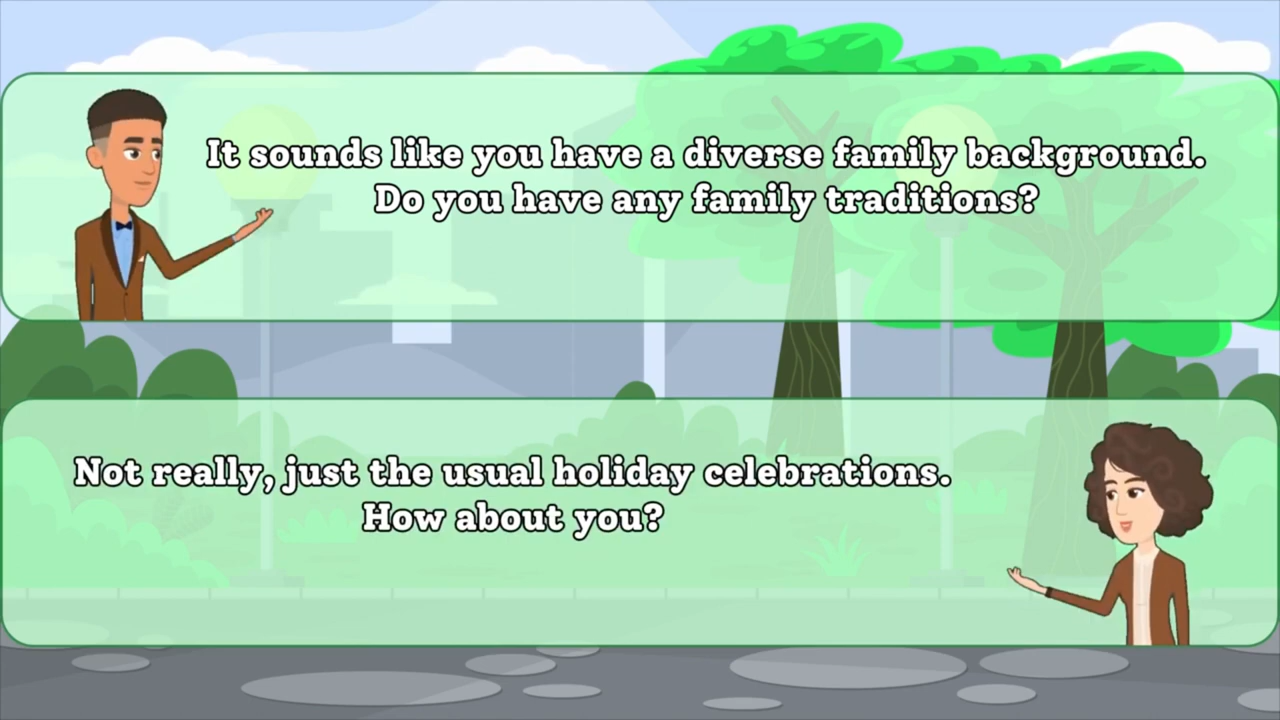 It sounds like you have a diverse family background.
Do you have any family traditions?
Not really, just the usual holiday celebrations.
How about you?